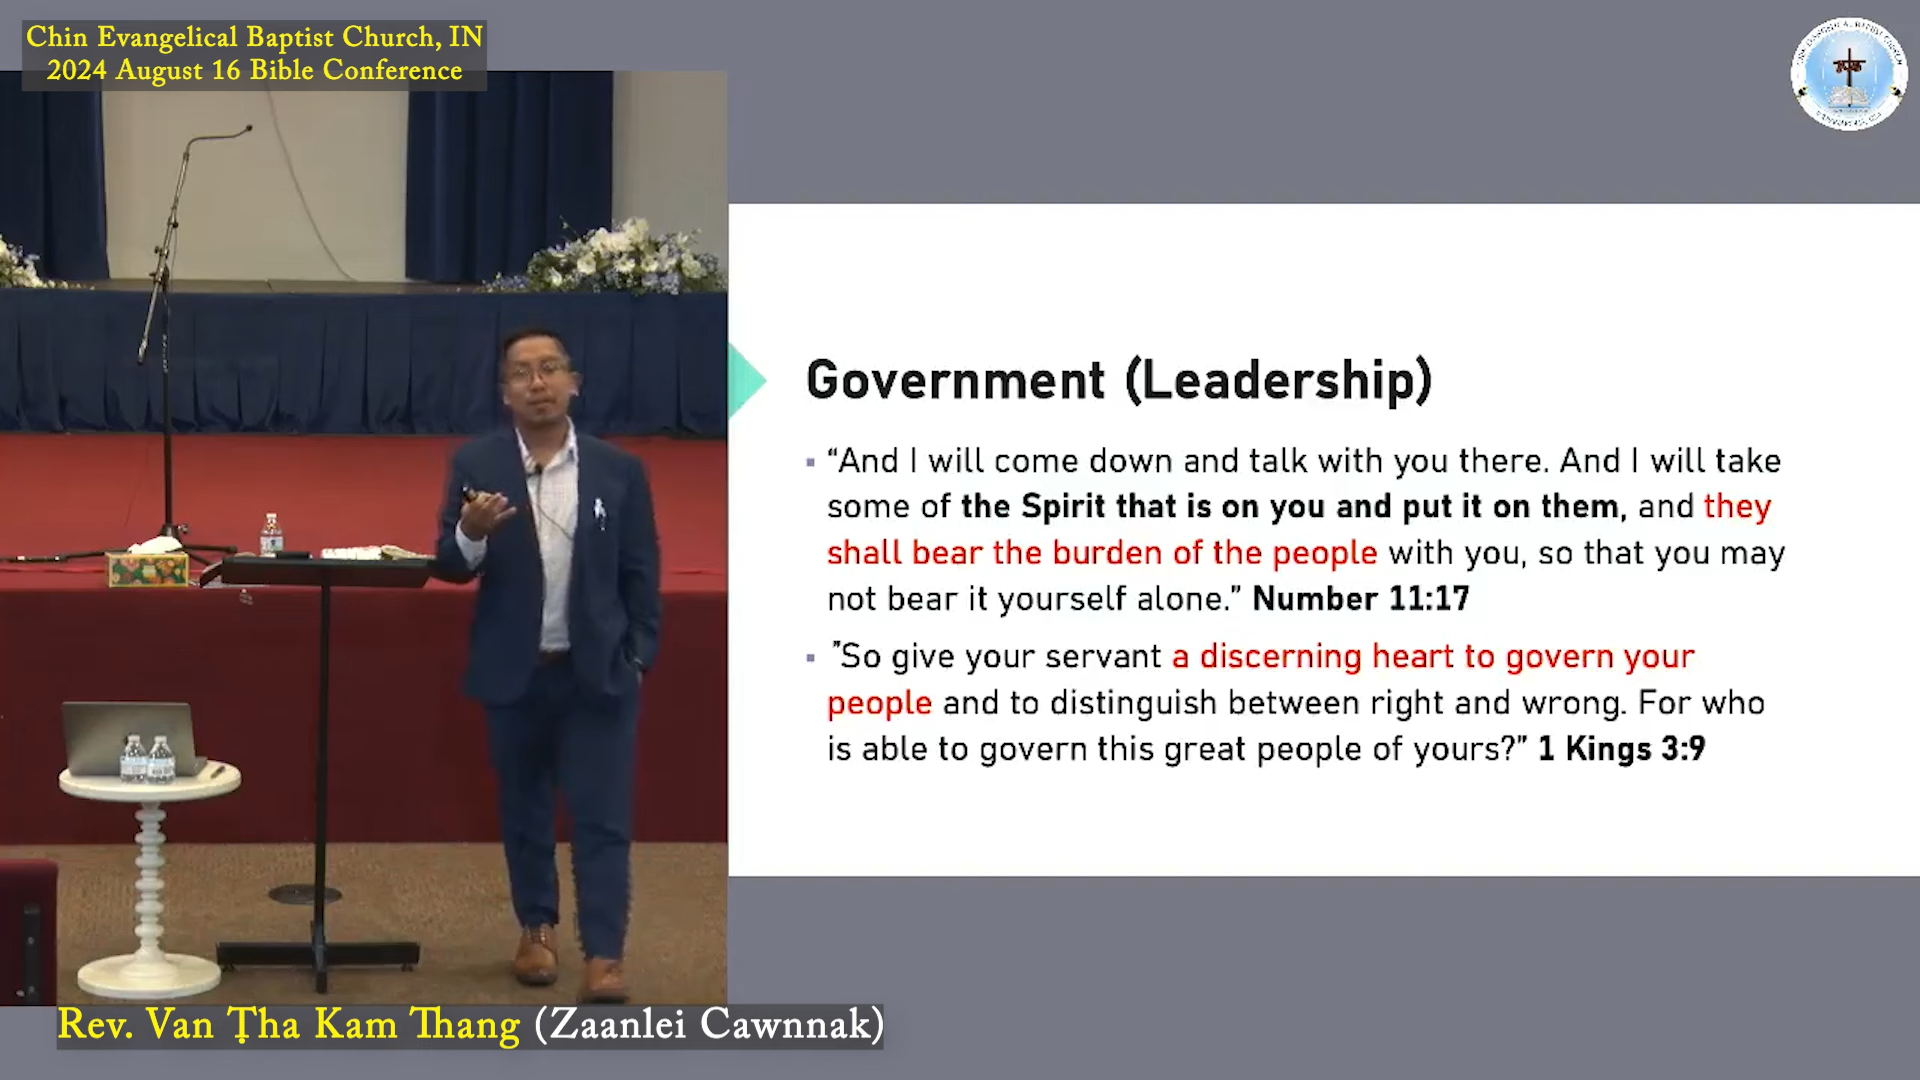 Chin Evangelical Baptist Church, IN
2024 August 16 Bible Conference
Government (Leadership)
▪ “And I will come down and talk with you there. And I will take
some of the Spirit that is on you and put it on them, and they
shall bear the burden of the people with you, so that you may
not bear it yourself alone.” Number 11:17
▪ "So give your servant a discerning heart to govern your
people and to distinguish between right and wrong. For who
is able to govern this great people of yours?” 1 Kings 3:9
Rev. Van Ṭha Kam Thang (Zaanlei Cawnnak)